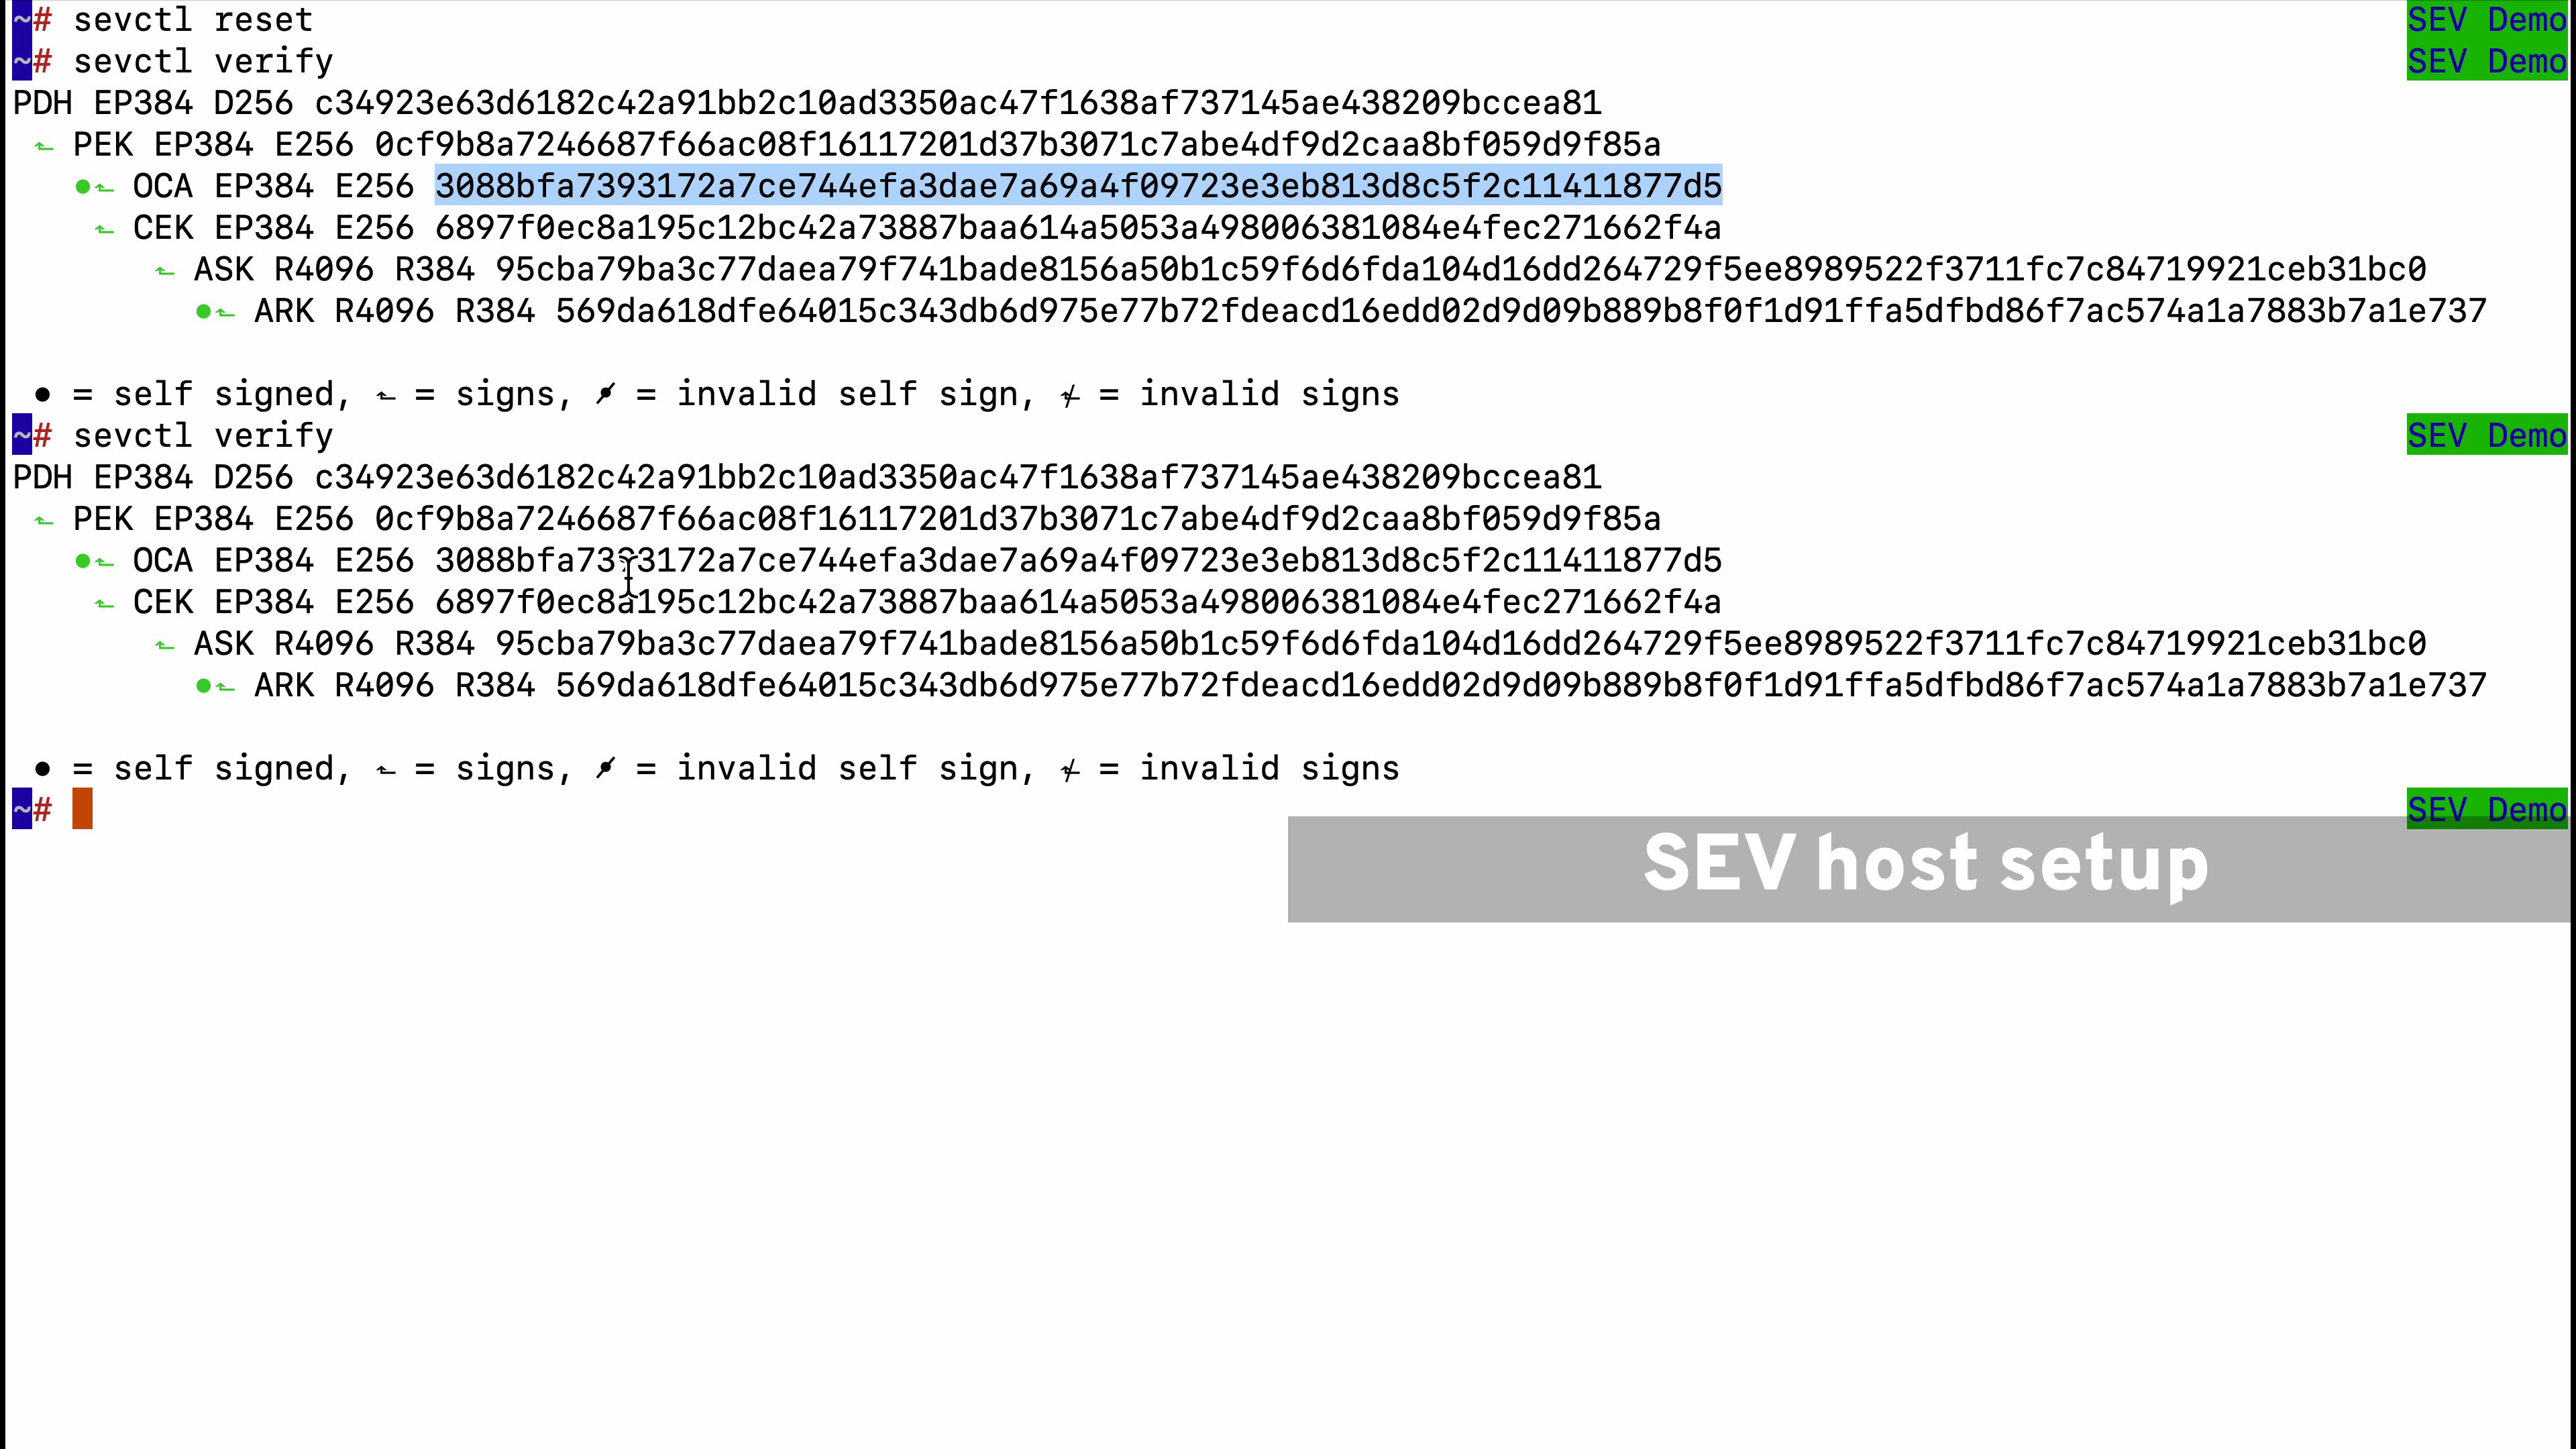 ~# sevctl reset SEV Demo
~# sevctl verify SEV Demo
PDH EP384 D256 c34923e63d6182c42a91bb2c10ad3350ac47f1638af737145ae438209bccea81
⬑ PEK EP384 E256 0cf9b8a7246687f66ac08f16117201d37b3071c7abe4df9d2caa8bf059d9f85a
•⬑ OCA EP384 E256 3088bfa7393172a7ce744efa3dae7a69a4f09723e3eb813d8c5f2c11411877d5
⬑ CEK EP384 E256 6897f0ec8a195c12bc42a73887baa614a5053a498006381084e4fec271662f4a
⬑ ASK R4096 R384 95cba79ba3c77daea79f741bade8156a50b1c59f6d6fda104d16dd264729f5ee8989522f3711fc7c84719921ceb31bc0
•⬑ ARK R4096 R384 569da618dfe64015c343db6d975e77b72fdeacd16edd02d9d09b889b8f0f1d91ffa5dfbd86f7ac574a1a7883b7a1e737
• = self signed, ⬑ = signs, •̷ = invalid self sign, ⬑̸ = invalid signs
~# sevctl verify SEV Demo
PDH EP384 D256 c34923e63d6182c42a91bb2c10ad3350ac47f1638af737145ae438209bccea81
⬑ PEK EP384 E256 0cf9b8a7246687f66ac08f16117201d37b3071c7abe4df9d2caa8bf059d9f85a
•⬑ OCA EP384 E256 3088bfa7393172a7ce744efa3dae7a69a4f09723e3eb813d8c5f2c11411877d5
⬑ CEK EP384 E256 6897f0ec8a195c12bc42a73887baa614a5053a498006381084e4fec271662f4a
⬑ ASK R4096 R384 95cba79ba3c77daea79f741bade8156a50b1c59f6d6fda104d16dd264729f5ee8989522f3711fc7c84719921ceb31bc0
•⬑ ARK R4096 R384 569da618dfe64015c343db6d975e77b72fdeacd16edd02d9d09b889b8f0f1d91ffa5dfbd86f7ac574a1a7883b7a1e737
• = self signed, ⬑ = signs, •̷ = invalid self sign, ⬑̸ = invalid signs
~# SEV Demo
SEV host setup